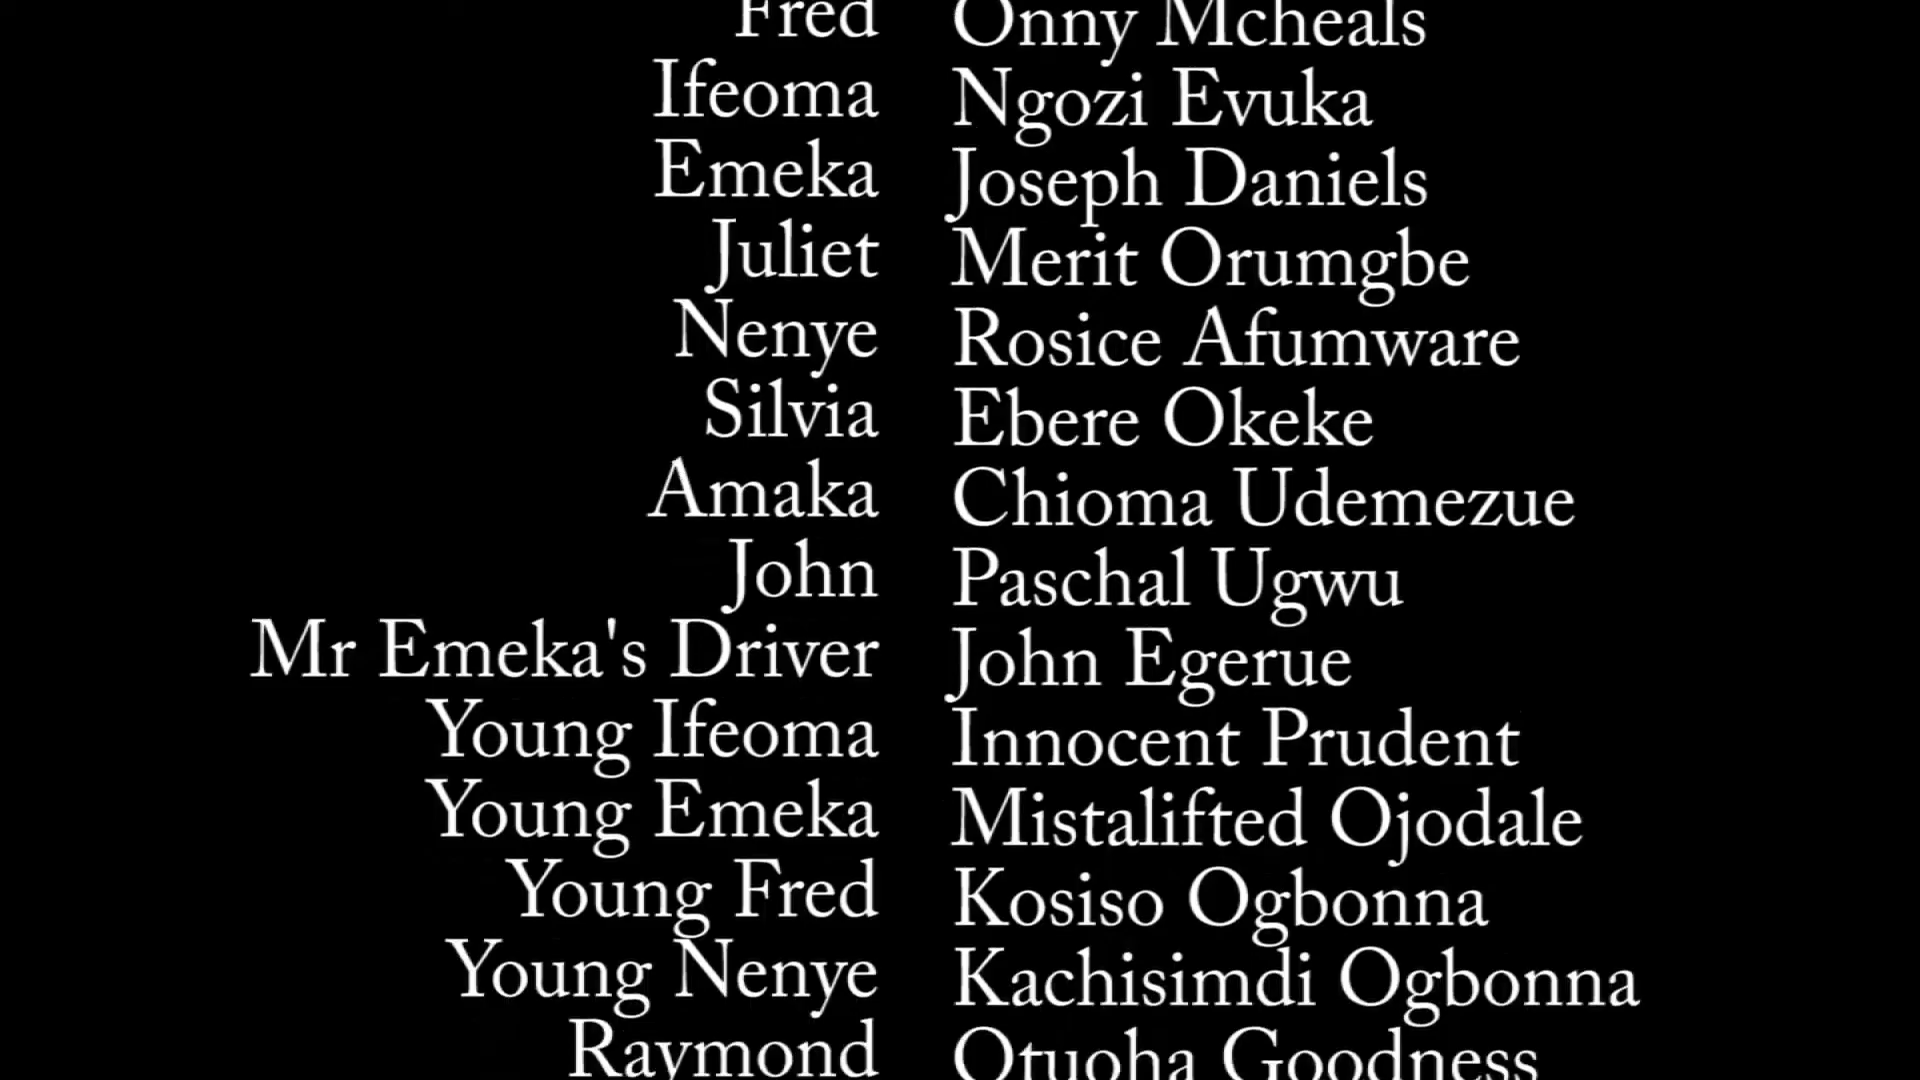 Fred Onny Mcheals
Ifeoma Ngozi Evuka
Emeka Joseph Daniels
Juliet Merit Orumgbe
Nenye Rosice Afumware
Silvia Ebere Okeke
Amaka Chioma Udemezue
John Paschal Ugwu
Mr Emeka's Driver John Egerue
Young Ifeoma Innocent Prudent
Young Emeka Mistalifted Ojodale
Young Fred Kosiso Ogbonna
Young Nenye Kachisimdi Ogbonna
Raymond Otuoha Goodness